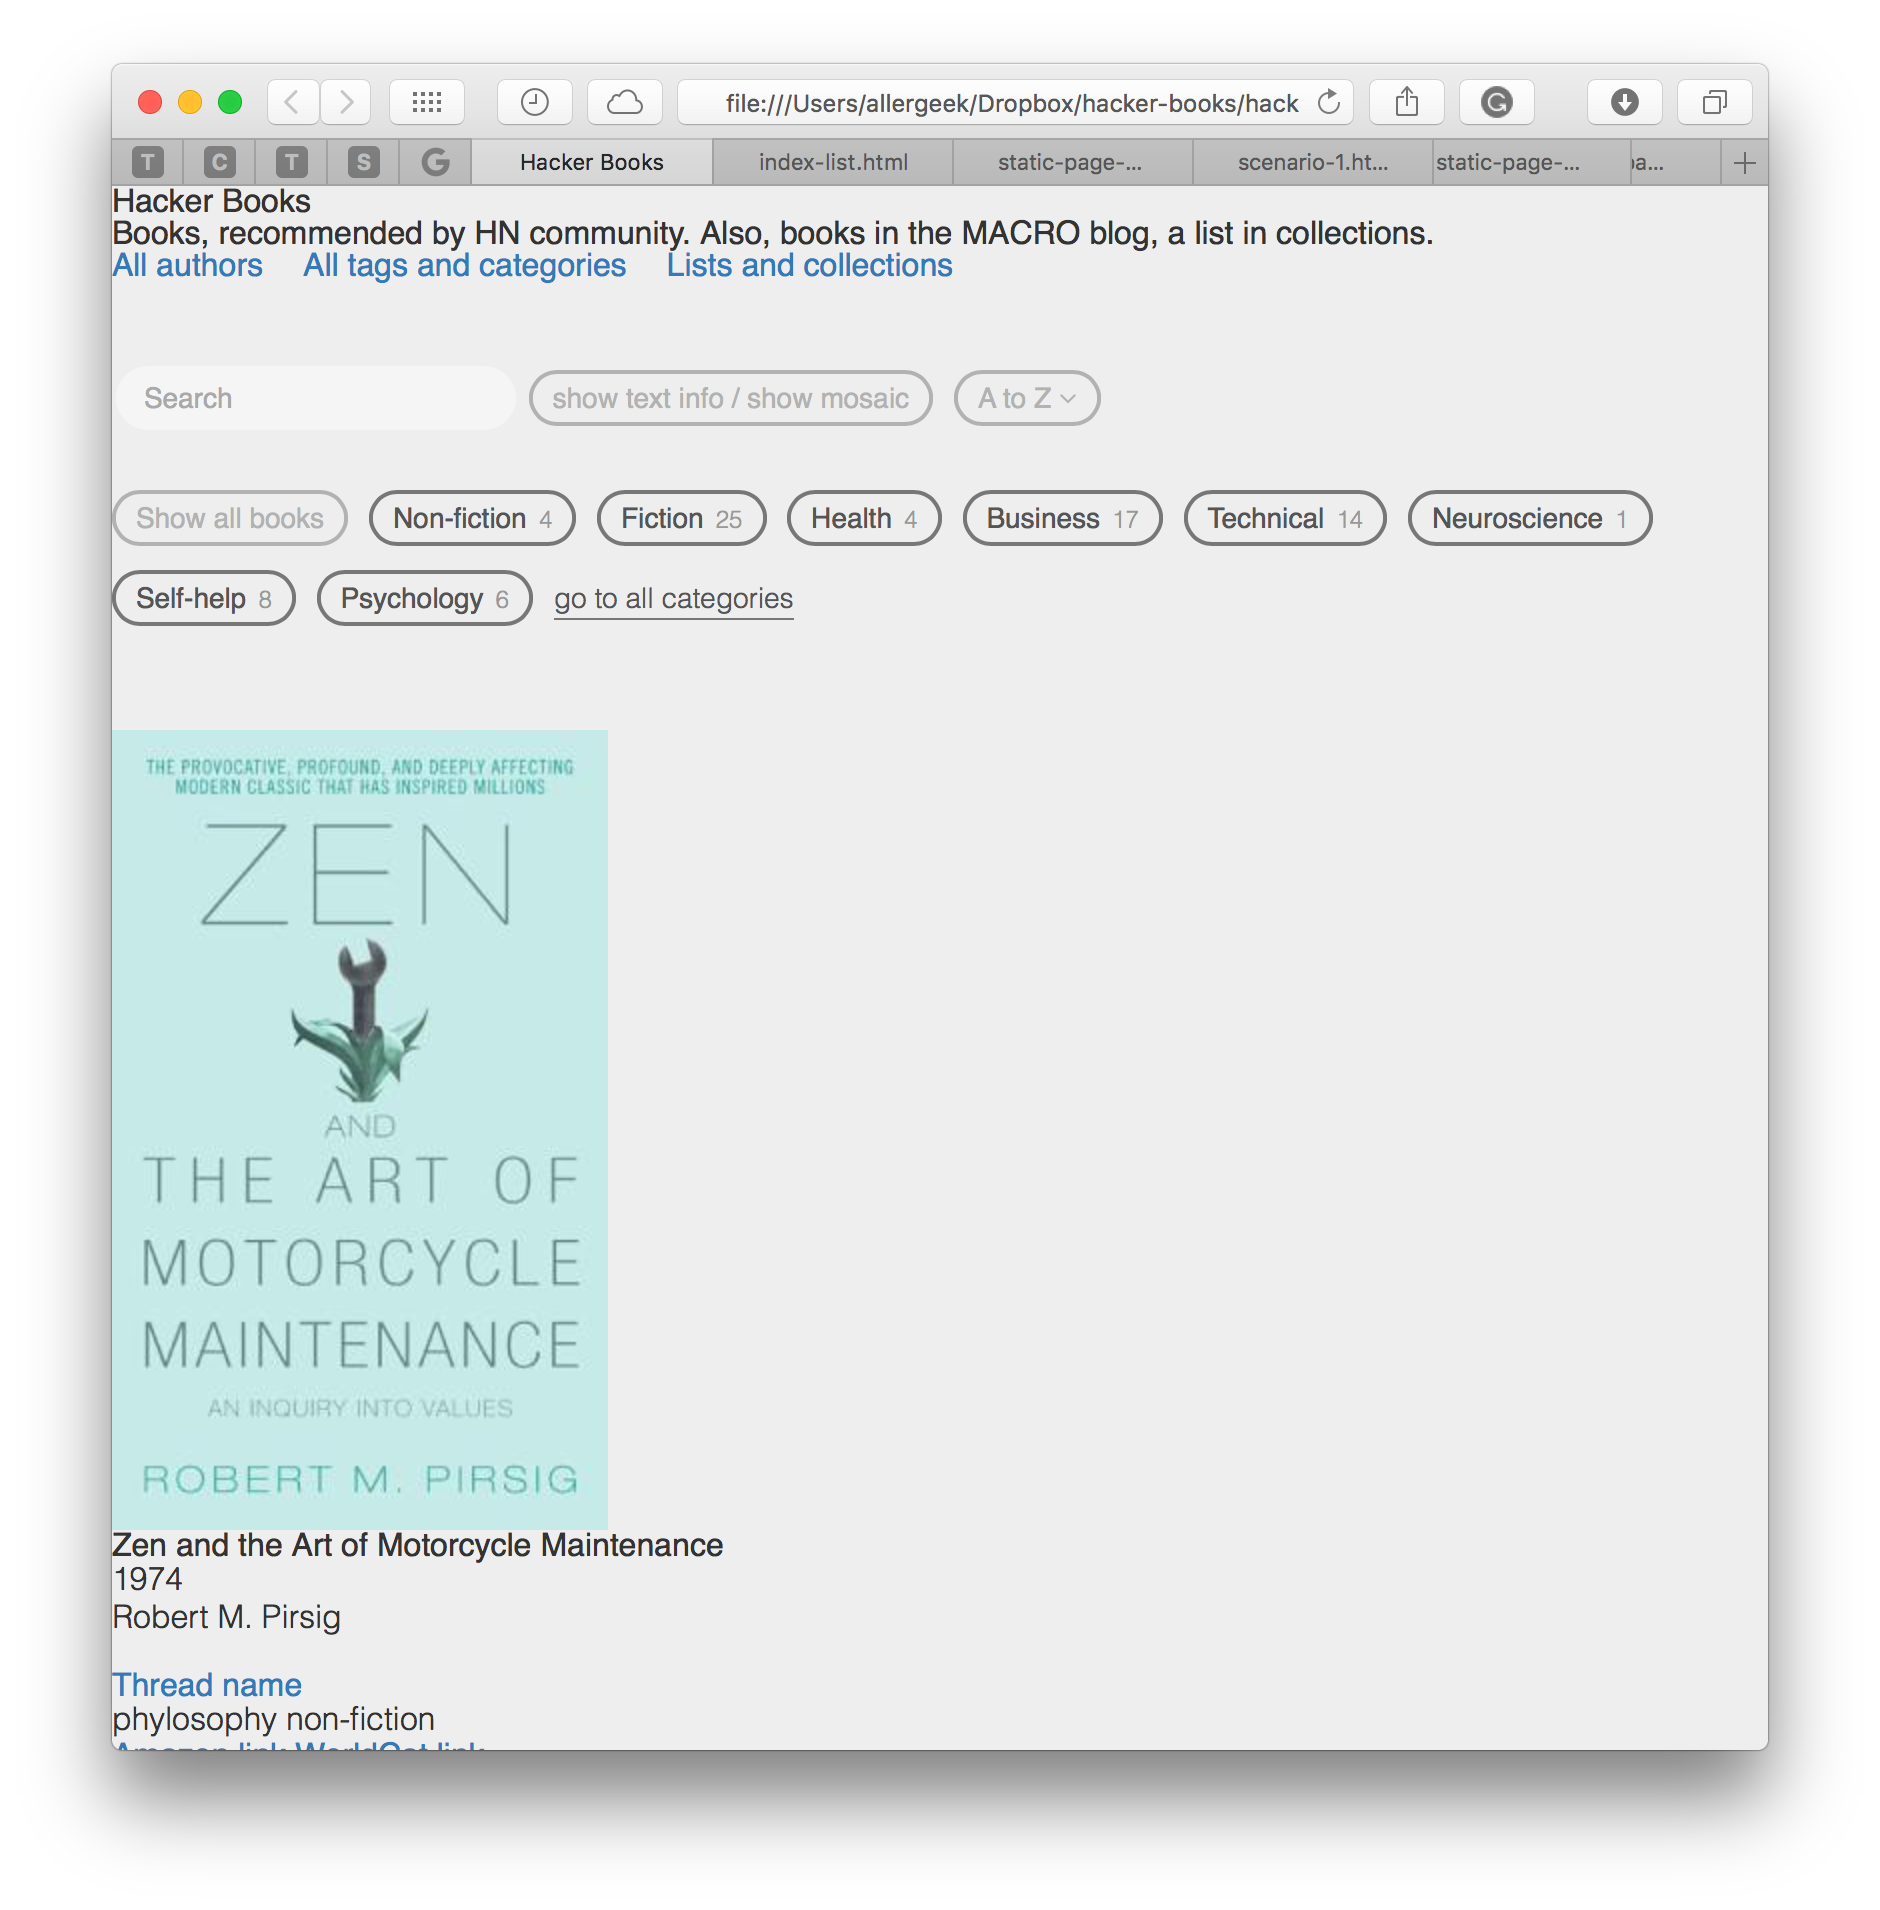 file:///Users/allergeek/Dropbox/hacker-books/hack
T C T S G Hacker Books index-list.html static-page-... scenario-1.ht... static-page-... a...
Hacker Books
Books, recommended by HN community. Also, books in the MACRO blog, a list in collections.
All authors All tags and categories Lists and collections
Search show text info / show mosaic A to Z
Show all books Non-fiction 4 Fiction 25 Health 4 Business 17 Technical 14 Neuroscience 1
Self-help 8 Psychology 6 go to all categories
THE PROVOCATIVE, PROFOUND, AND DEEPLY AFFECTING
MODERN CLASSIC THAT HAS INSPIRED MILLIONS
ZEN
AND
THE ART OF
MOTORCYCLE
MAINTENANCE
AN INQUIRY INTO VALUES
ROBERT M. PIRSIG
Zen and the Art of Motorcycle Maintenance
1974
Robert M. Pirsig
Thread name
phylosophy non-fiction
Amazon link WorldCat link